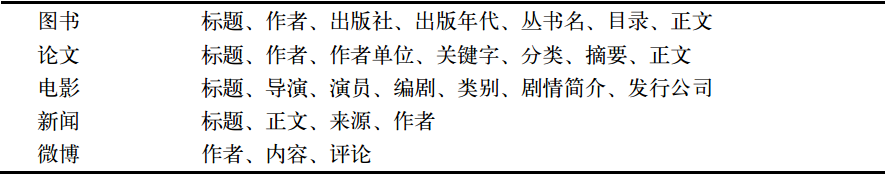 图书 标题、作者、出版社、出版年代、丛书名、目录、正文
论文 标题、作者、作者单位、关键字、分类、摘要、正文
电影 标题、导演、演员、编剧、类别、剧情简介、发行公司
新闻 标题、正文、来源、作者
微博 作者、内容、评论